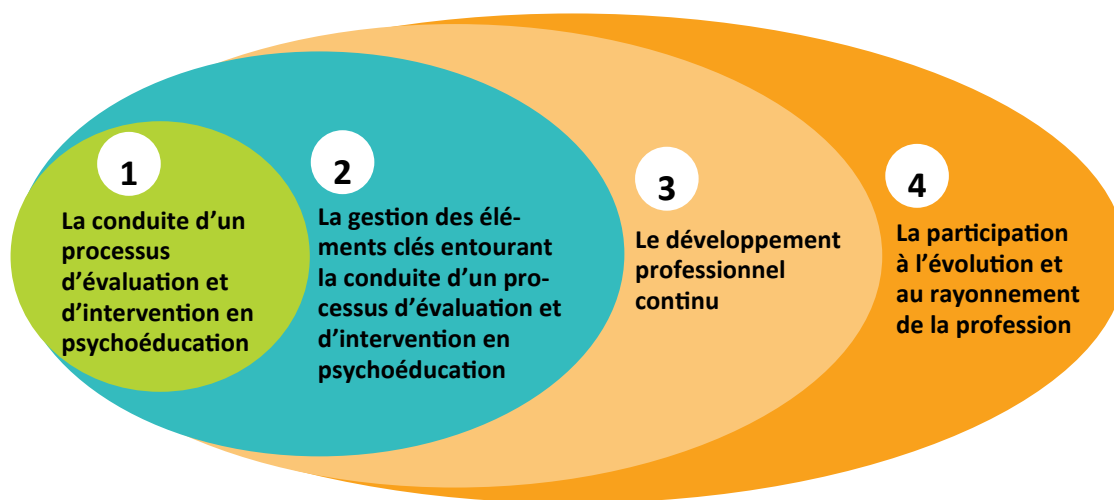 1
La conduite d’un
processus
d’évaluation et
d’intervention en
psychoéducation
2
La gestion des élé-
ments clés entourant
la conduite d’un pro-
cessus d’évaluation et
d’intervention en
psychoéducation
3
Le développement
professionnel
continu
4
La participation
à l’évolution et
au rayonnement
de la profession